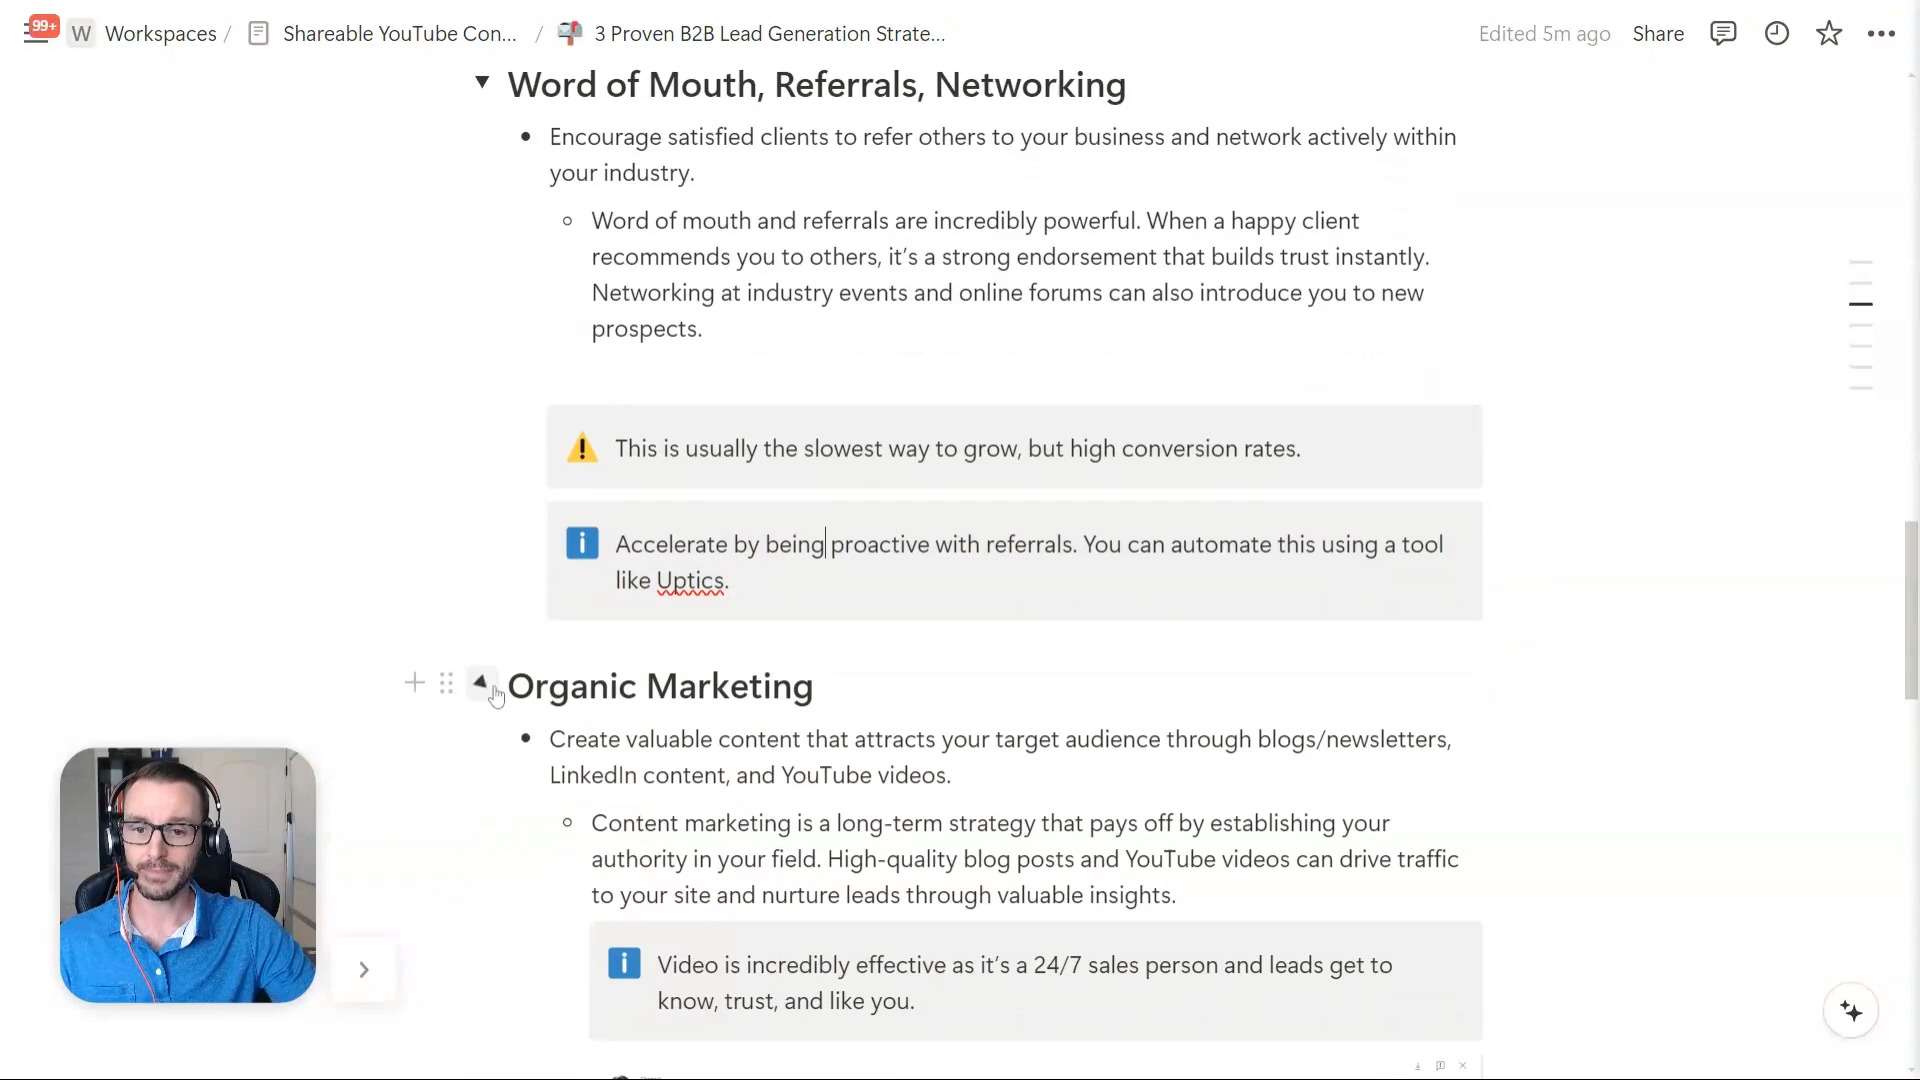 99+
W Workspaces / Shareable YouTube Con... / 3 Proven B2B Lead Generation Strate...
Edited 5m ago Share
Word of Mouth, Referrals, Networking
Encourage satisfied clients to refer others to your business and network actively within
your industry.
Word of mouth and referrals are incredibly powerful. When a happy client
recommends you to others, it’s a strong endorsement that builds trust instantly.
Networking at industry events and online forums can also introduce you to new
prospects.
This is usually the slowest way to grow, but high conversion rates.
Accelerate by being proactive with referrals. You can automate this using a tool
like Uptics.
Organic Marketing
Create valuable content that attracts your target audience through blogs/newsletters,
LinkedIn content, and YouTube videos.
Content marketing is a long-term strategy that pays off by establishing your
authority in your field. High-quality blog posts and YouTube videos can drive traffic
to your site and nurture leads through valuable insights.
Video is incredibly effective as it’s a 24/7 sales person and leads get to
know, trust, and like you.